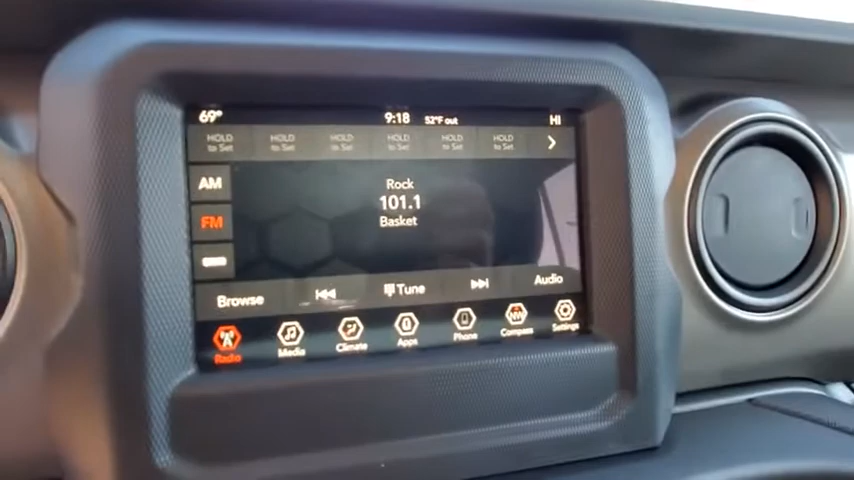 69°
9:18
52°F out
HI
HOLD to Set
HOLD to Set
HOLD to Set
HOLD to Set
HOLD to Set
HOLD to Set
AM
FM
Rock
101.1
Basket
Browse
Tune
Audio
Radio
Media
Climate
Apps
Phone
NW
Compass
Settings